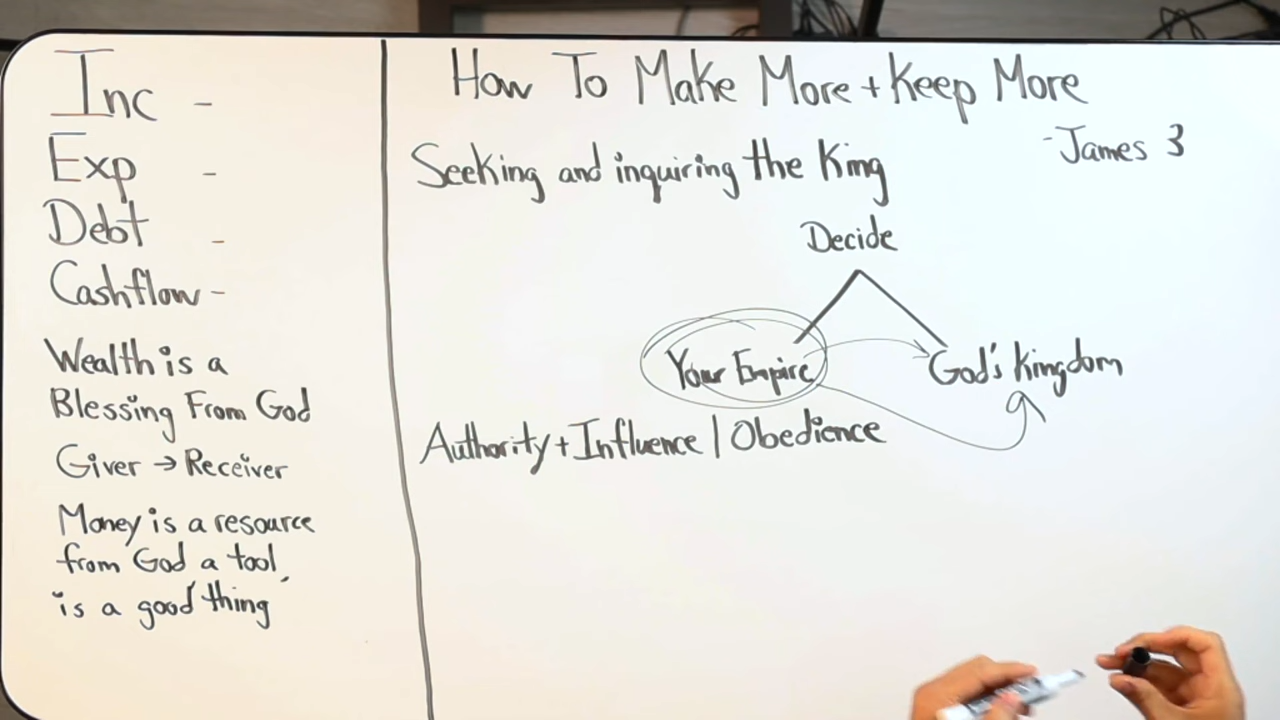 Inc -
Exp -
Debt -
Cashflow -
Wealth is a
Blessing From God
Giver → Receiver
Money is a resource
from God a tool,
is a good thing
How To Make More + Keep More
- James 3
Seeking and inquiring the King
Decide
Your Empire
God's Kingdom
Authority + Influence | Obedience